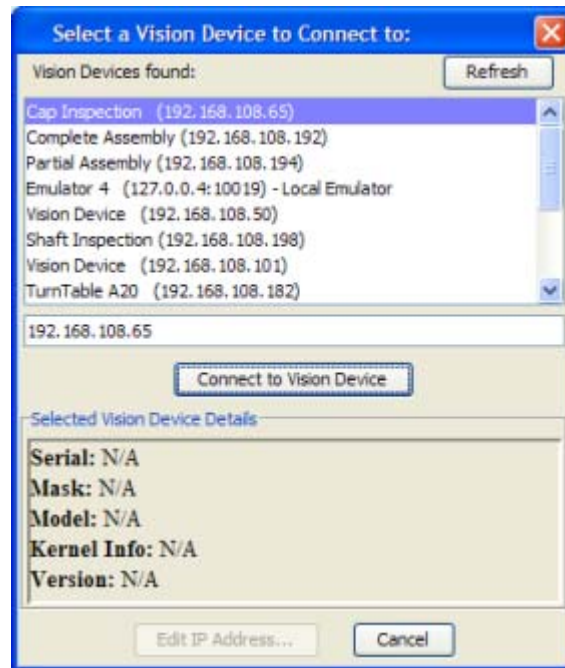 Select a Vision Device to Connect to:
Vision Devices found:
Refresh
Cap Inspection (192.168.108.65)
Complete Assembly (192.168.108.192)
Partial Assembly (192.168.108.194)
Emulator 4 (127.0.0.4:10019) - Local Emulator
Vision Device (192.168.108.50)
Shaft Inspection (192.168.108.198)
Vision Device (192.168.108.101)
TurnTable A20 (192.168.108.182)
192.168.108.65
Connect to Vision Device
Selected Vision Device Details
Serial: N/A
Mask: N/A
Model: N/A
Kernel Info: N/A
Version: N/A
Edit IP Address...
Cancel